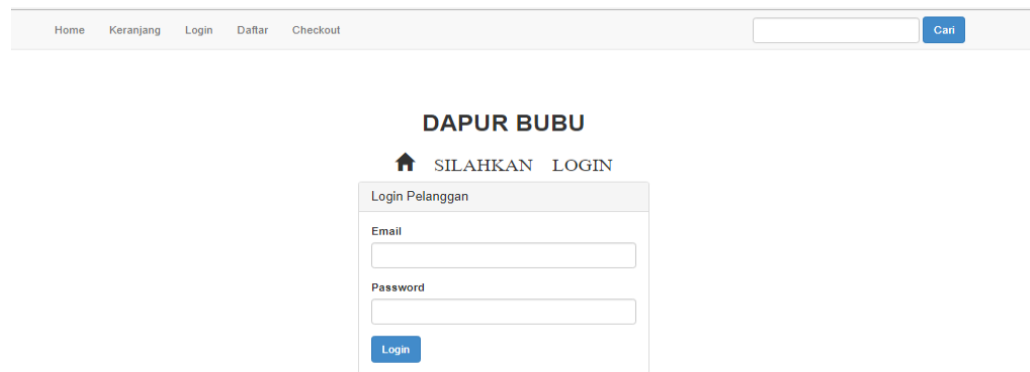 Home Keranjang Login Daftar Checkout Cari
DAPUR BUBU
SILAHKAN LOGIN
Login Pelanggan
Email
Password
Login